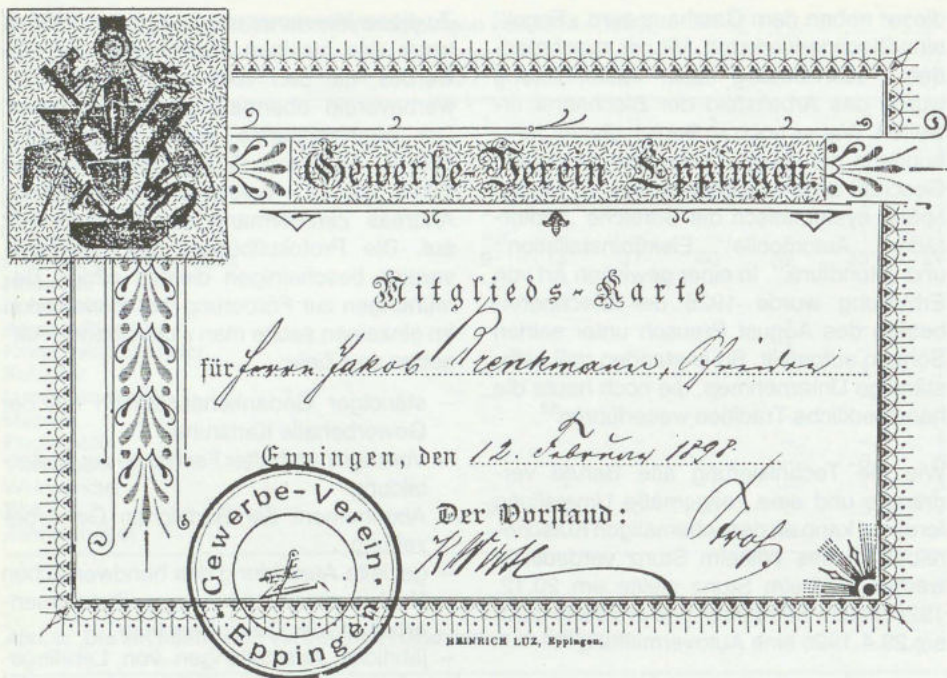 Gewerbe-Verein Eppingen.
Mitglieds-Karte
für Herrn Jakob Schneider
Eppingen, den 12. Februar 1898
Der Vorstand:
Gewerbe-Verein
Eppingen
HEINRICH LUZ, Eppingen.